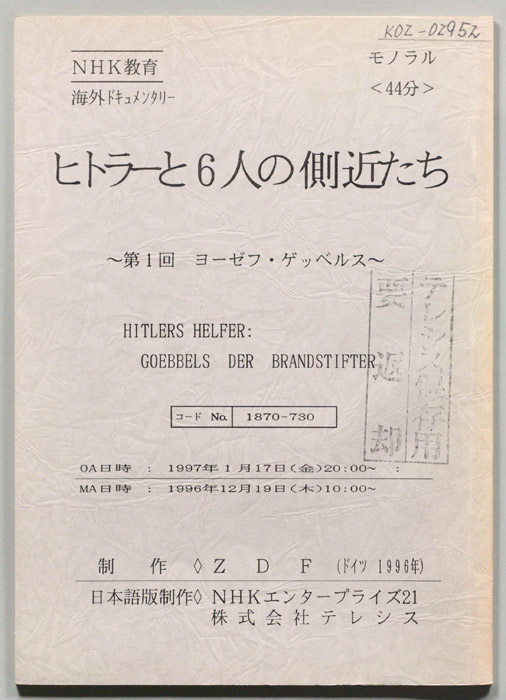 KOZ-02952
NHK教育
モノラル
海外ドキュメンタリー
＜44分＞
ヒトラーと6人の側近たち
～第1回　ヨーゼフ・ゲッベルス～
HITLERS HELFER:
GOEBBELS DER BRANDSTIFTER
テレシス保存用
要返却
コード No. 1870-730
OA日時 : 1997年1月17日(金)20:00～ :
MA日時 : 1996年12月19日(木)10:00～
制作◇ZDF(ドイツ 1996年)
日本語版制作◇NHKエンタープライズ21
株式会社テレシス